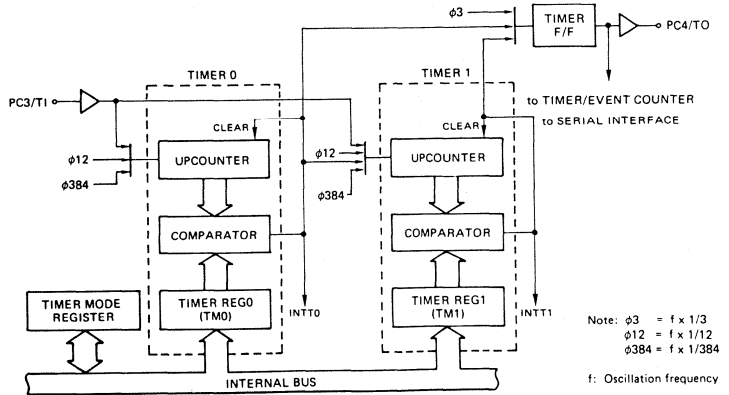 φ3
TIMER
F/F
PC4/TO
TIMER 0
TIMER 1
PC3/TI
to TIMER/EVENT COUNTER
to SERIAL INTERFACE
CLEAR
CLEAR
φ12
UPCOUNTER
φ12
UPCOUNTER
φ384
φ384
COMPARATOR
COMPARATOR
TIMER MODE
REGISTER
TIMER REG0
(TM0)
INTT0
TIMER REG1
(TM1)
INTT1
Note: φ3 = f x 1/3
φ12 = f x 1/12
φ384 = f x 1/384
INTERNAL BUS
f: Oscillation frequency